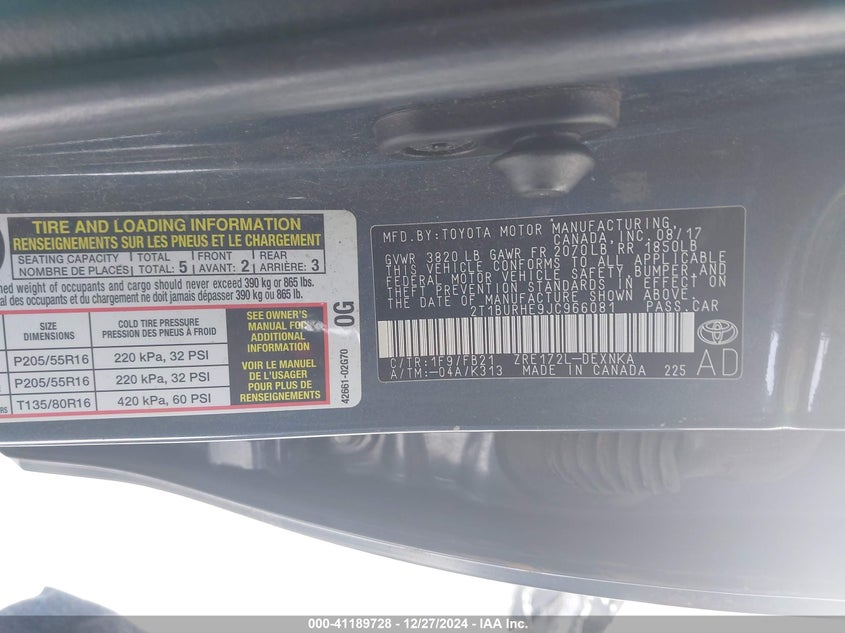 TIRE AND LOADING INFORMATION
RENSEIGNEMENTS SUR LES PNEUS ET LE CHARGEMENT
SEATING CAPACITY TOTAL FRONT REAR
NOMBRE DE PLACES TOTAL: 5 AVANT: 2 ARRIÈRE: 3
weight of occupants and cargo should never exceed 390 kg or 865 lbs.
al des occupants et du chargement ne doit jamais dépasser 390 kg ou 865 lb.
SIZE COLD TIRE PRESSURE
DIMENSIONS PRESSION DES PNEUS À FROID
P205/55R16 220 kPa, 32 PSI
P205/55R16 220 kPa, 32 PSI
T135/80R16 420 kPa, 60 PSI
SEE OWNER'S
MANUAL FOR
ADDITIONAL
INFORMATION
VOIR LE MANUEL
DE L'USAGER
POUR PLUS DE
RENSEIGNEMENTS
42661-02G70 0G
MFD.BY:TOYOTA MOTOR MANUFACTURING,
CANADA, INC. 08/17
GVWR 3820LB GAWR FR 2070LB RR 1850LB
THIS VEHICLE CONFORMS TO ALL APPLICABLE
FEDERAL MOTOR VEHICLE SAFETY, BUMPER, AND
THEFT PREVENTION STANDARDS IN EFFECT ON
THE DATE OF MANUFACTURE SHOWN ABOVE.
2T1BURHE9JC966081 PASS.CAR
C/TR:1F9/FB21 ZRE172L-DEXNKA
A/TM:-04A/K313 MADE IN CANADA 225
TOYOTA
AD
000-41189728 - 12/27/2024 - IAA Inc.